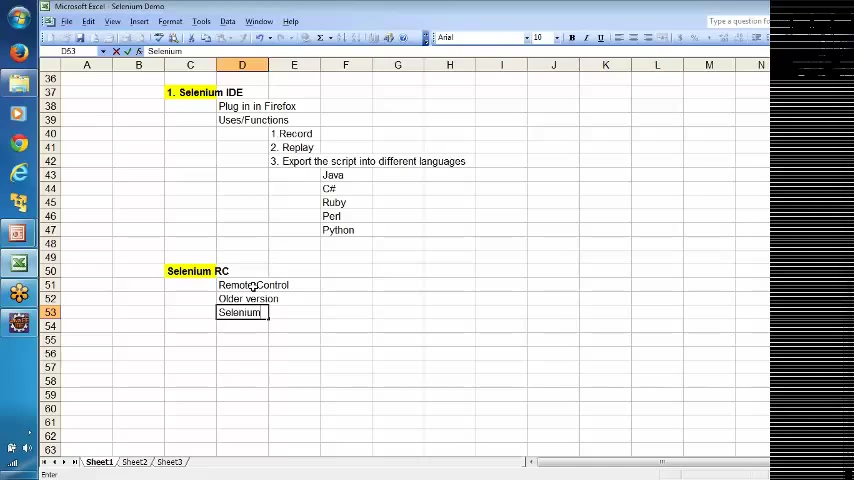 Microsoft Excel - Selenium Demo
File Edit View Insert Format Tools Data Window Help
Type a question f
Arial 10 B I U
D53 Selenium
A B C D E F G H I J K L M N
36
37 1. Selenium IDE
38 Plug in in Firefox
39 Uses/Functions
40 1.Record
41 2. Replay
42 3. Export the script into different languages
43 Java
44 C#
45 Ruby
46 Perl
47 Python
48
49
50 Selenium RC
51 Remote Control
52 Older version
53 Selenium
54
55
56
57
58
59
60
61
62
63
Sheet1 Sheet2 Sheet3
Enter